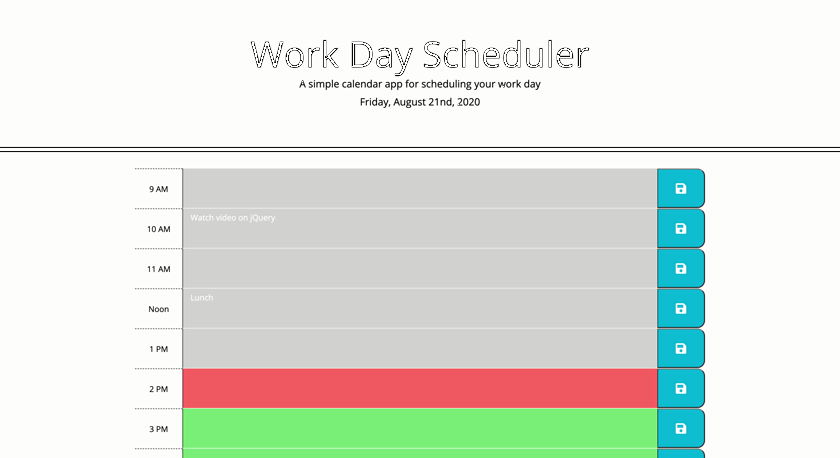 Work Day Scheduler
A simple calendar app for scheduling your work day
Friday, August 21nd, 2020
9 AM
10 AM
Watch video on jQuery
11 AM
Noon
Lunch
1 PM
2 PM
3 PM